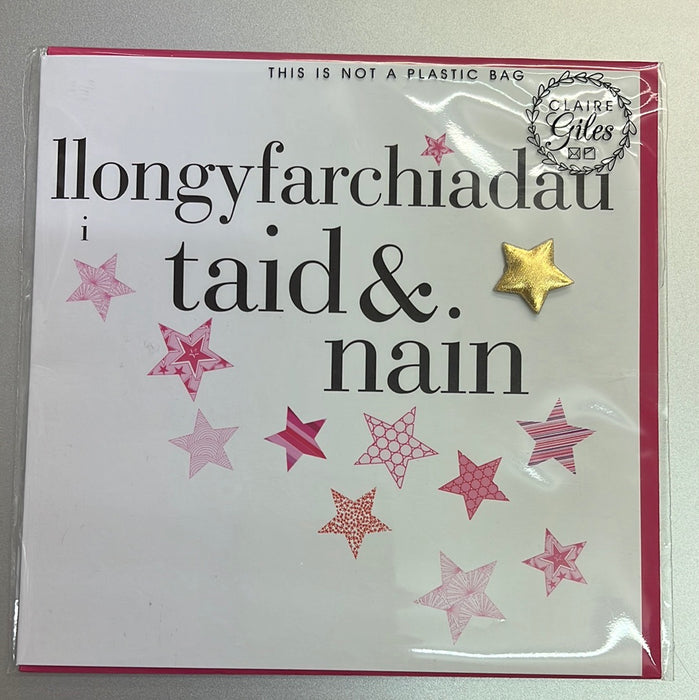 THIS IS NOT A PLASTIC BAG
CLAIRE
Giles
llongyfarchiadau
i
taid &.
nain